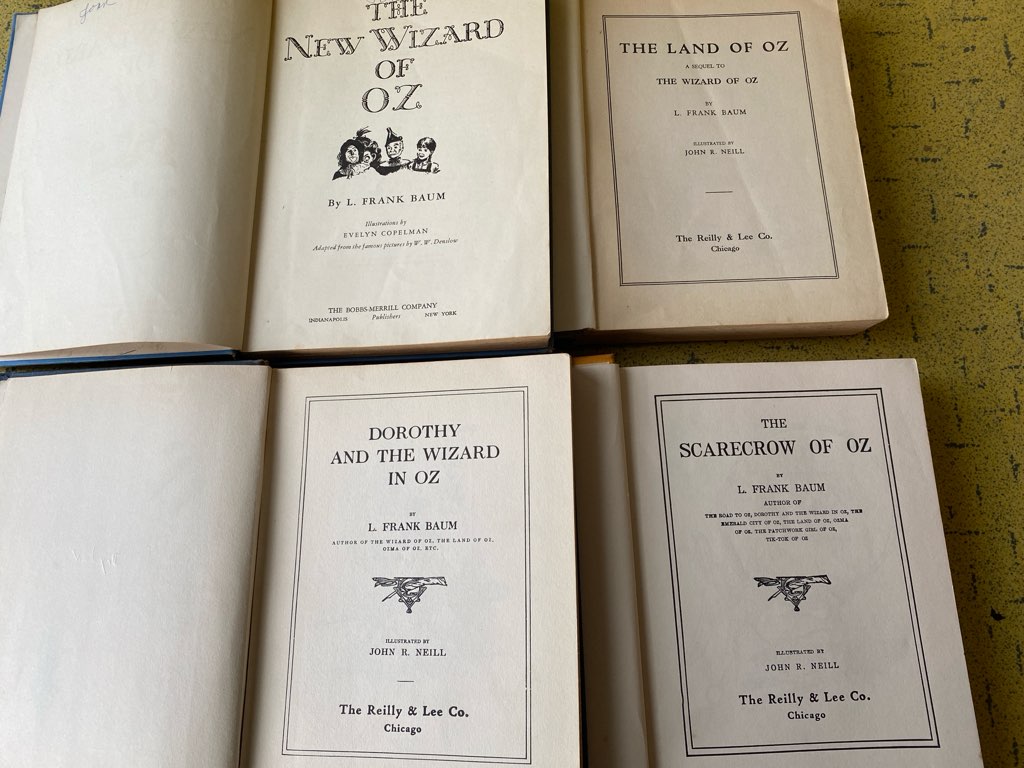 THE
NEW WIZARD
OF
OZ
By L. FRANK BAUM
Illustrations by
EVELYN COPELMAN
Adapted from the famous pictures by W. W. Denslow
THE BOBBS-MERRILL COMPANY
INDIANAPOLIS Publishers NEW YORK
THE LAND OF OZ
A SEQUEL TO
THE WIZARD OF OZ
BY
L. FRANK BAUM
ILLUSTRATED BY
JOHN R. NEILL
The Reilly & Lee Co.
Chicago
DOROTHY
AND THE WIZARD
IN OZ
BY
L. FRANK BAUM
AUTHOR OF THE WIZARD OF OZ, THE LAND OF OZ,
OZMA OF OZ, ETC.
ILLUSTRATED BY
JOHN R. NEILL
The Reilly & Lee Co.
Chicago
THE
SCARECROW OF OZ
BY
L. FRANK BAUM
AUTHOR OF
THE ROAD TO OZ, DOROTHY AND THE WIZARD IN OZ, THE
EMERALD CITY OF OZ, THE LAND OF OZ, OZMA
OF OZ, THE PATCHWORK GIRL OF OZ,
TIK-TOK OF OZ
ILLUSTRATED BY
JOHN R. NEILL
The Reilly & Lee Co.
Chicago